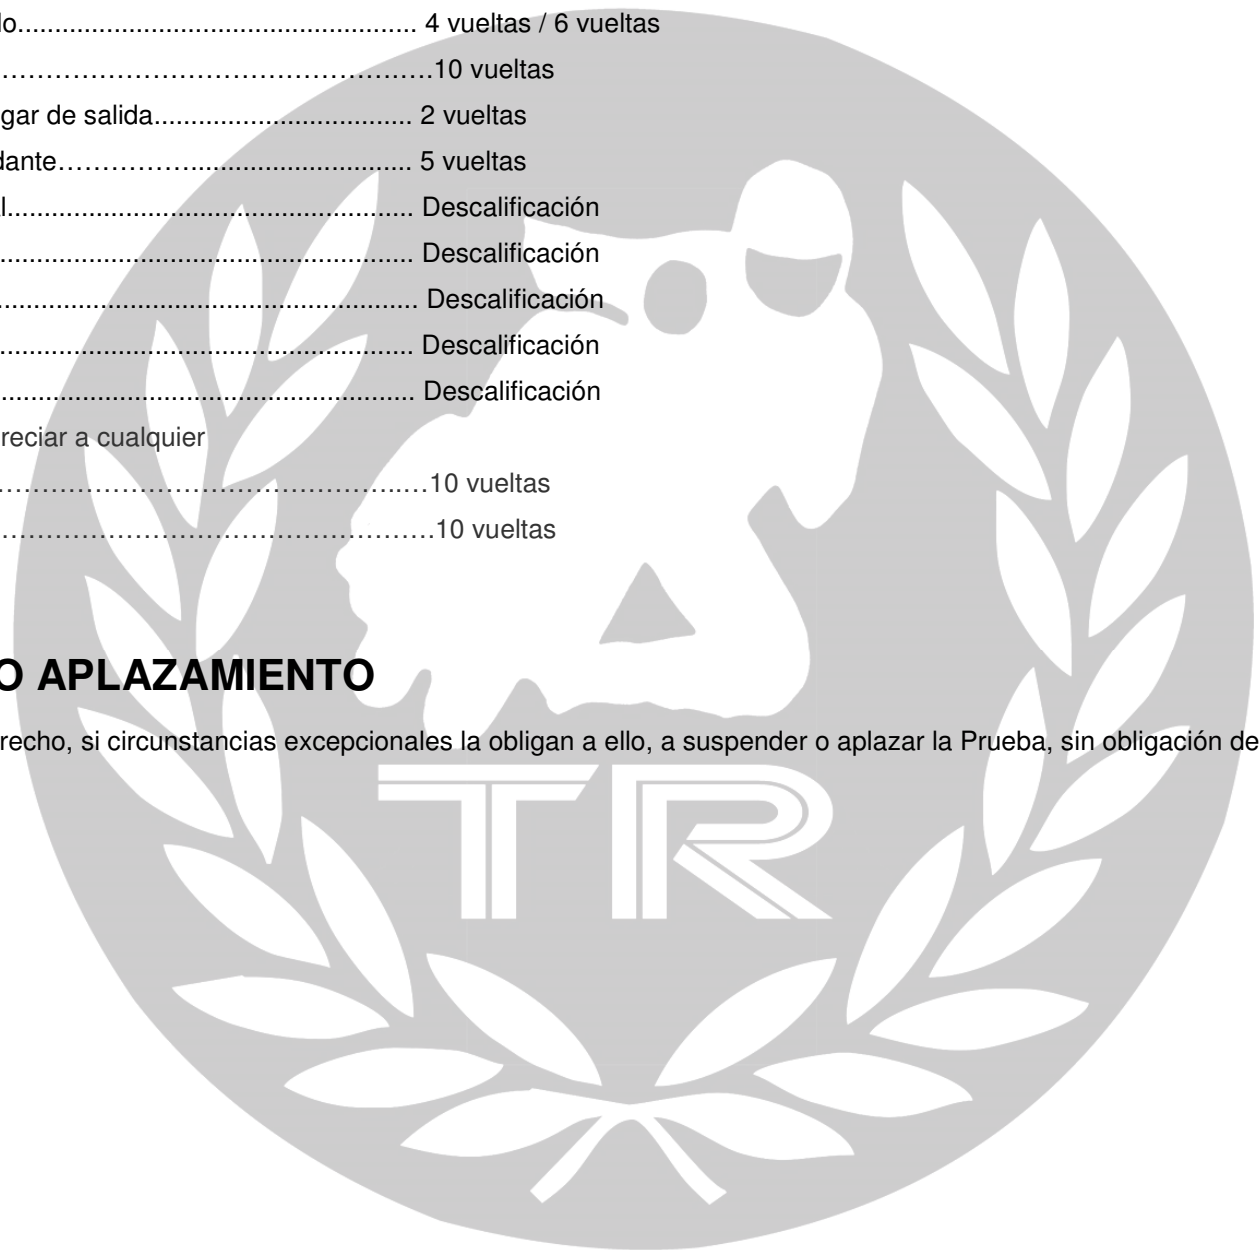 lo..................................................... 4 vueltas / 6 vueltas
…………………………………………….10 vueltas
gar de salida.................................. 2 vueltas
dante……………............................. 5 vueltas
l...................................................... Descalificación
....................................................... Descalificación
........................................................ Descalificación
....................................................... Descalificación
....................................................... Descalificación
reciar a cualquier
…………………………………………..…10 vueltas
…………………………………………….10 vueltas
O APLAZAMIENTO
recho, si circunstancias excepcionales la obligan a ello, a suspender o aplazar la Prueba, sin obligación de
TR